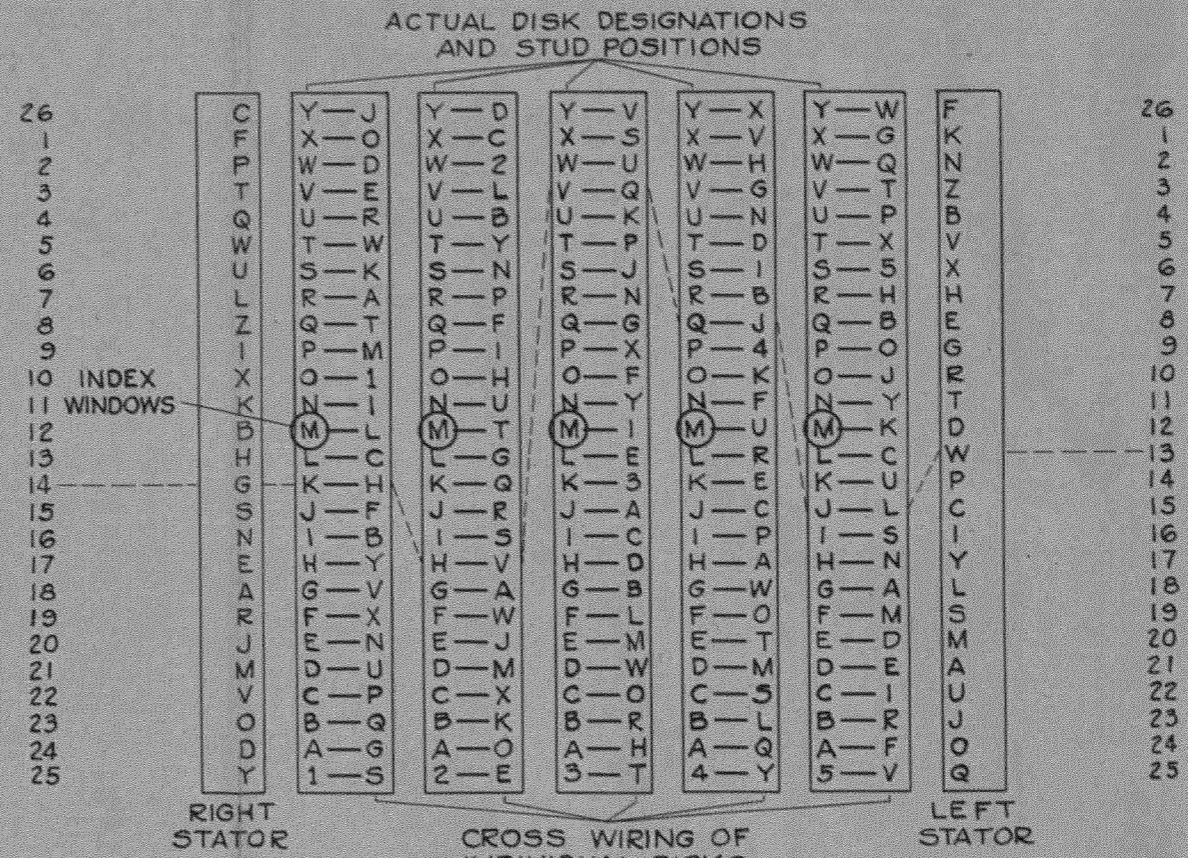 ACTUAL DISK DESIGNATIONS
AND STUD POSITIONS
26 C Y—J Y—D Y—V Y—X Y—W F 26
1 F X—O X—C X—S X—V X—G K 1
2 P W—D W—2 W—U W—H W—Q N 2
3 T V—E V—L V—Q V—G V—T Z 3
4 Q U—R U—B U—K U—N U—P B 4
5 W T—W T—Y T—P T—D T—X V 5
6 U S—K S—N S—J S—I S—5 X 6
7 L R—A R—P R—N R—B R—H H 7
8 Z Q—T Q—F Q—G Q—J Q—B E 8
9 I P—M P—I P—X P—4 P—O G 9
10 INDEX X O—1 O—H O—F O—K O—J R 10
11 WINDOWS K N—I N—U N—Y N—F N—Y T 11
12 B M—L M—T M—I M—U M—K D 12
13 H L—C L—G L—E L—R L—C W 13
14 G K—H K—Q K—3 K—E K—U P 14
15 S J—F J—R J—A J—C J—L C 15
16 N I—B I—S I—C I—P I—S I 16
17 E H—Y H—V H—D H—A H—N Y 17
18 A G—V G—A G—B G—W G—A L 18
19 R F—X F—W F—L F—O F—M S 19
20 J E—N E—J E—M E—T E—D M 20
21 M D—U D—M D—W D—M D—E A 21
22 V C—P C—X C—O C—S C—I U 22
23 O B—Q B—K B—R B—L B—R J 23
24 D A—G A—O A—H A—Q A—F O 24
25 Y 1—S 2—E 3—T 4—Y 5—V Q 25
RIGHT
STATOR
CROSS WIRING OF
LEFT
STATOR